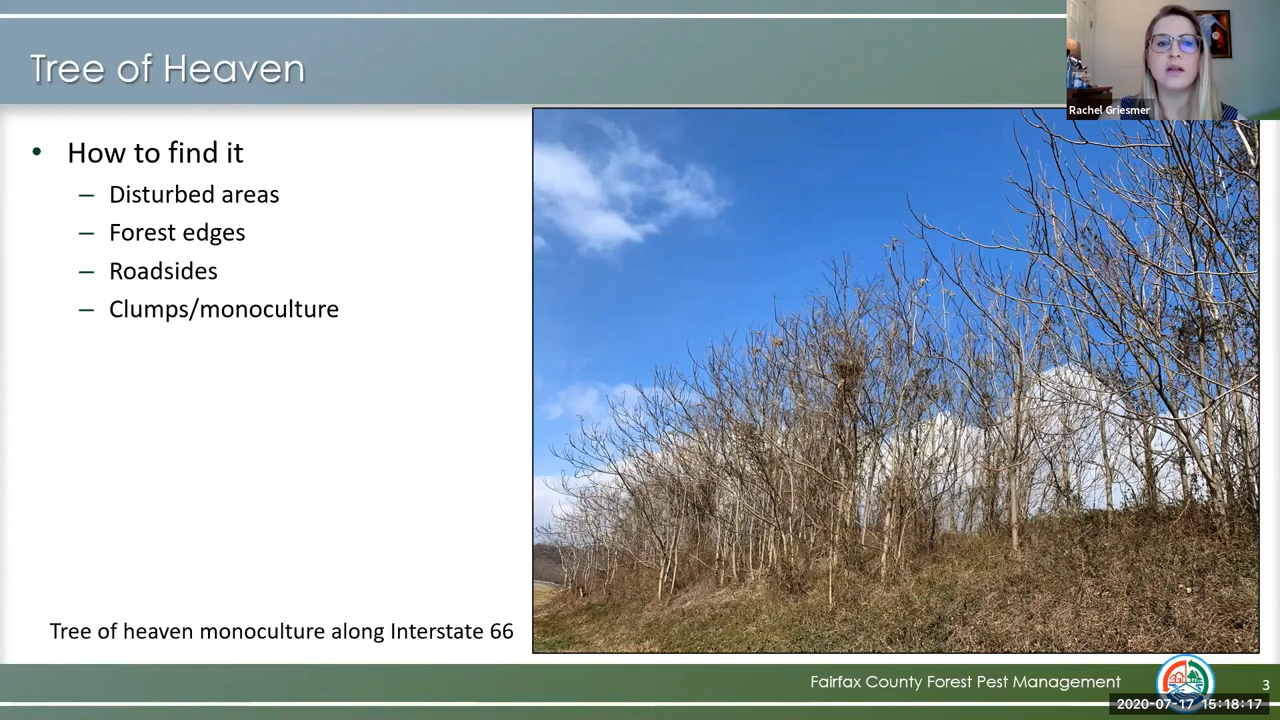 Tree of Heaven
Rachel Griesmer
• How to find it
– Disturbed areas
– Forest edges
– Roadsides
– Clumps/monoculture
Tree of heaven monoculture along Interstate 66
Fairfax County Forest Pest Management
3
2020-07-17 15:18:17